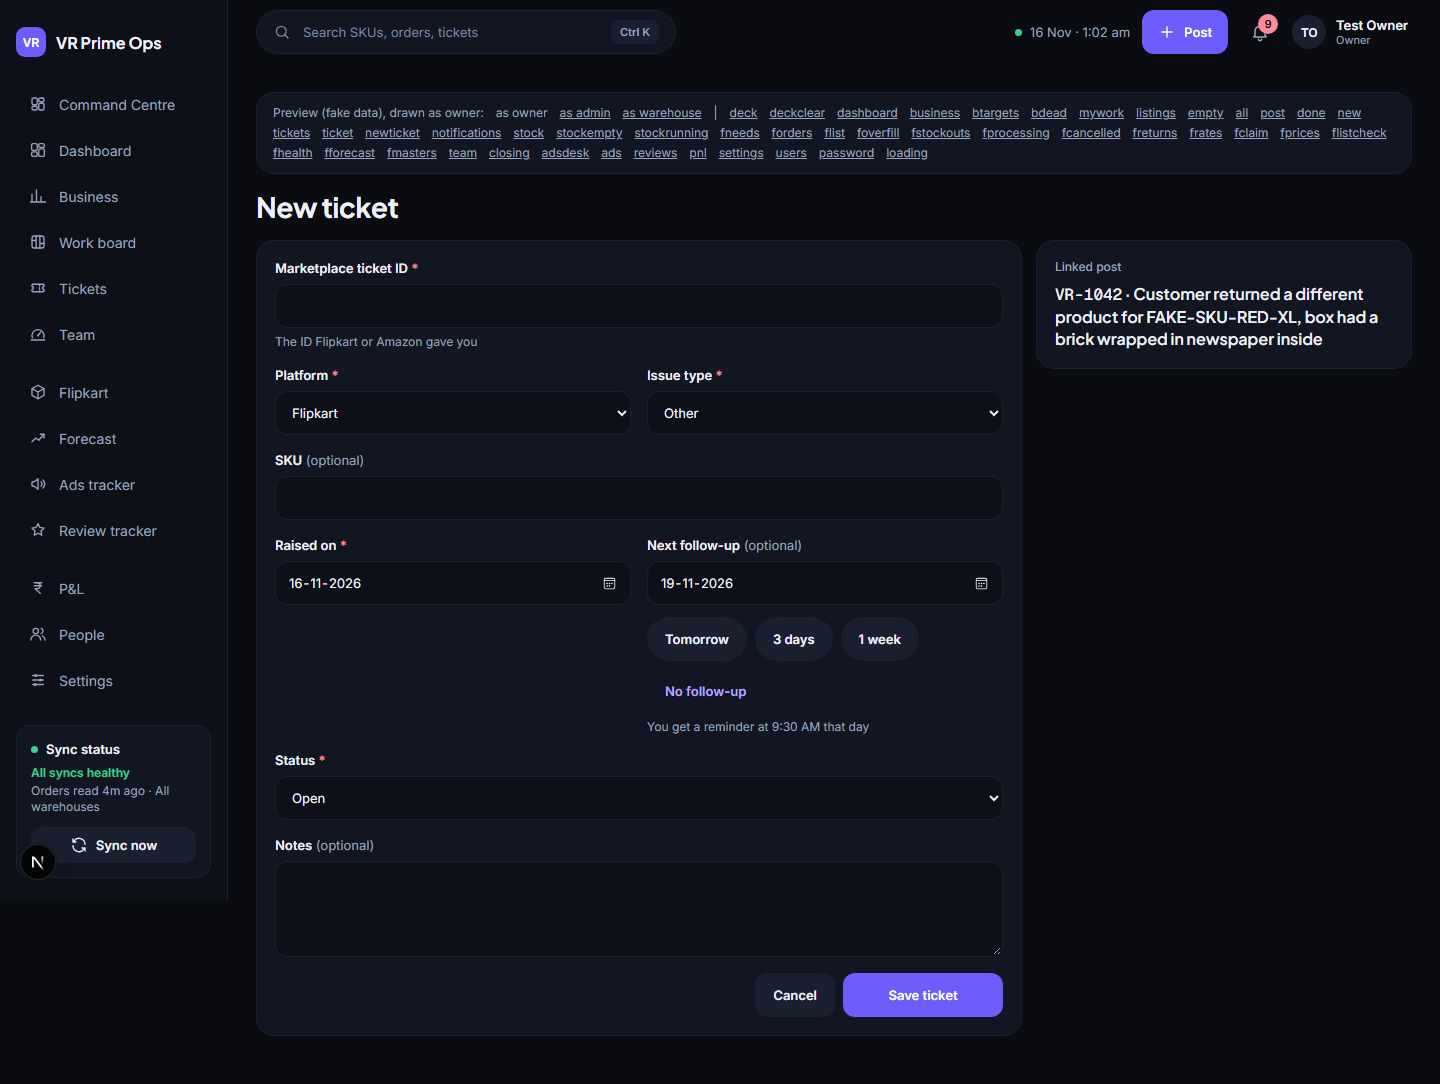 VR VR Prime Ops
Search SKUs, orders, tickets Ctrl K
16 Nov · 1:02 am
Post
9
TO Test Owner
Owner
Command Centre
Dashboard
Business
Work board
Tickets
Team
Flipkart
Forecast
Ads tracker
Review tracker
P&L
People
Settings
Sync status
All syncs healthy
Orders read 4m ago · All
warehouses
Sync now
N
Preview (fake data), drawn as owner: as owner as admin as warehouse | deck deckclear dashboard business btargets bdead mywork listings empty all post done new
tickets ticket newticket notifications stock stockempty stockrunning fneeds forders flist foverfill fstockouts fprocessing fcancelled freturns frates fclaim fprices flistcheck
fhealth fforecast fmasters team closing adsdesk ads reviews pnl settings users password loading
New ticket
Marketplace ticket ID *
The ID Flipkart or Amazon gave you
Platform * Issue type *
Flipkart Other
SKU (optional)
Raised on * Next follow-up (optional)
16-11-2026 19-11-2026
Tomorrow 3 days 1 week
No follow-up
You get a reminder at 9:30 AM that day
Status *
Open
Notes (optional)
Cancel Save ticket
Linked post
VR-1042 · Customer returned a different
product for FAKE-SKU-RED-XL, box had a
brick wrapped in newspaper inside